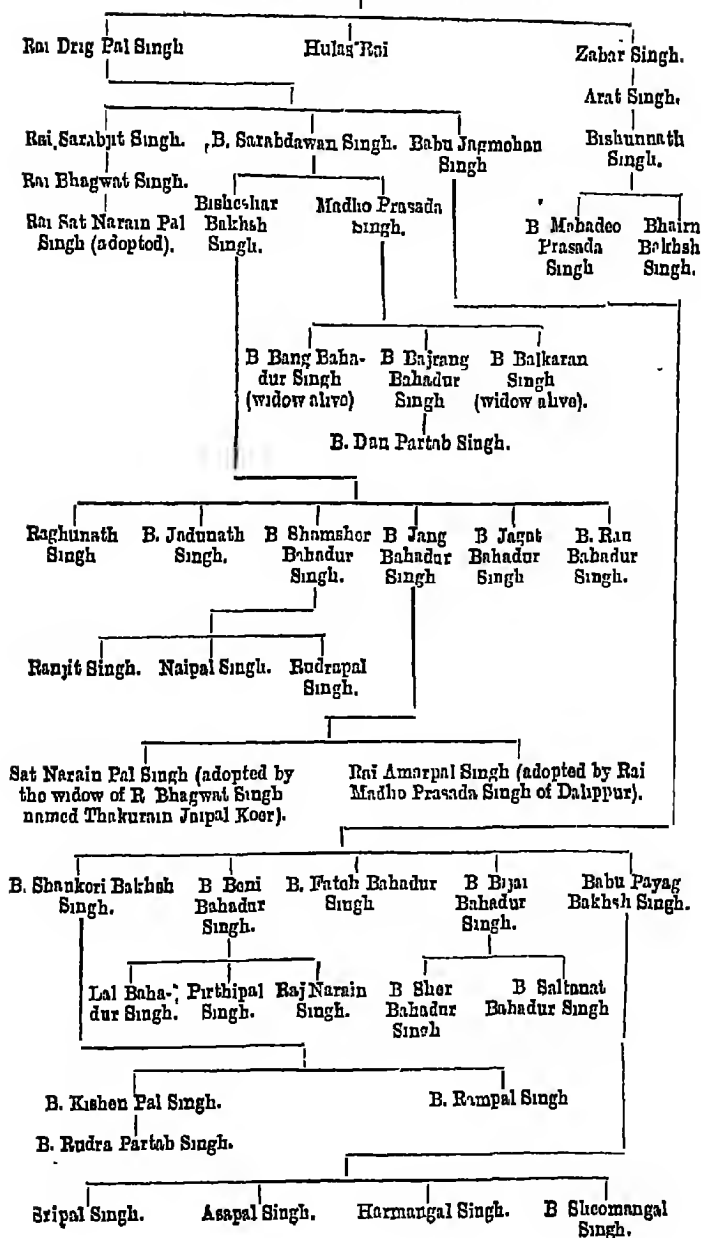 Rai Drig Pal Singh
Hulas Rai
Zabar Singh.
Arat Singh.
Rai Sarabjit Singh.
B. Sarabdawan Singh.
Babu Jagmohan
Singh
Bishunnath
Singh.
Rai Bhagwat Singh.
Bisheshar
Bakhsh
Singh.
Madho Prasada
Singh.
Rai Sat Narain Pal
Singh (adopted).
B Mahadeo
Prasada
Singh
Bhairn
Bakhsh
Singh.
B Bang Baha-
dur Singh
(widow alive)
B Bajrang
Bahadur
Singh
B Balkaran
Singh
(widow alive).
B. Dan Partab Singh.
Raghunath
Singh
B. Jadunath
Singh.
B Shamsher
Bahadur
Singh.
B Jang
Bahadur
Singh
B Jagat
Bahadur
Singh
B. Ran
Bahadur
Singh.
Ranjit Singh.
Naipal Singh.
Rudrapal
Singh.
Sat Narain Pal Singh (adopted by
the widow of R Bhagwat Singh
named Thakurain Jaipal Koer).
Rai Amarpal Singh (adopted by Rai
Madho Prasada Singh of Dalippur).
B. Shankori Bakhsh
Singh.
B Beni
Bahadur
Singh.
B. Fateh Bahadur
Singh
B Bijai
Bahadur
Singh.
Babu Payag
Bakhsh Singh.
Lal Baha-
dur Singh.
Pirthipal
Singh.
Raj Narain
Singh.
B Sher
Bahadur
Singh
B Saltanat
Bahadur Singh
B. Kishen Pal Singh.
B. Rampal Singh
B. Rudra Partab Singh.
Sripal Singh.
Asapal Singh.
Harmangal Singh.
B Sheomangal
Singh.